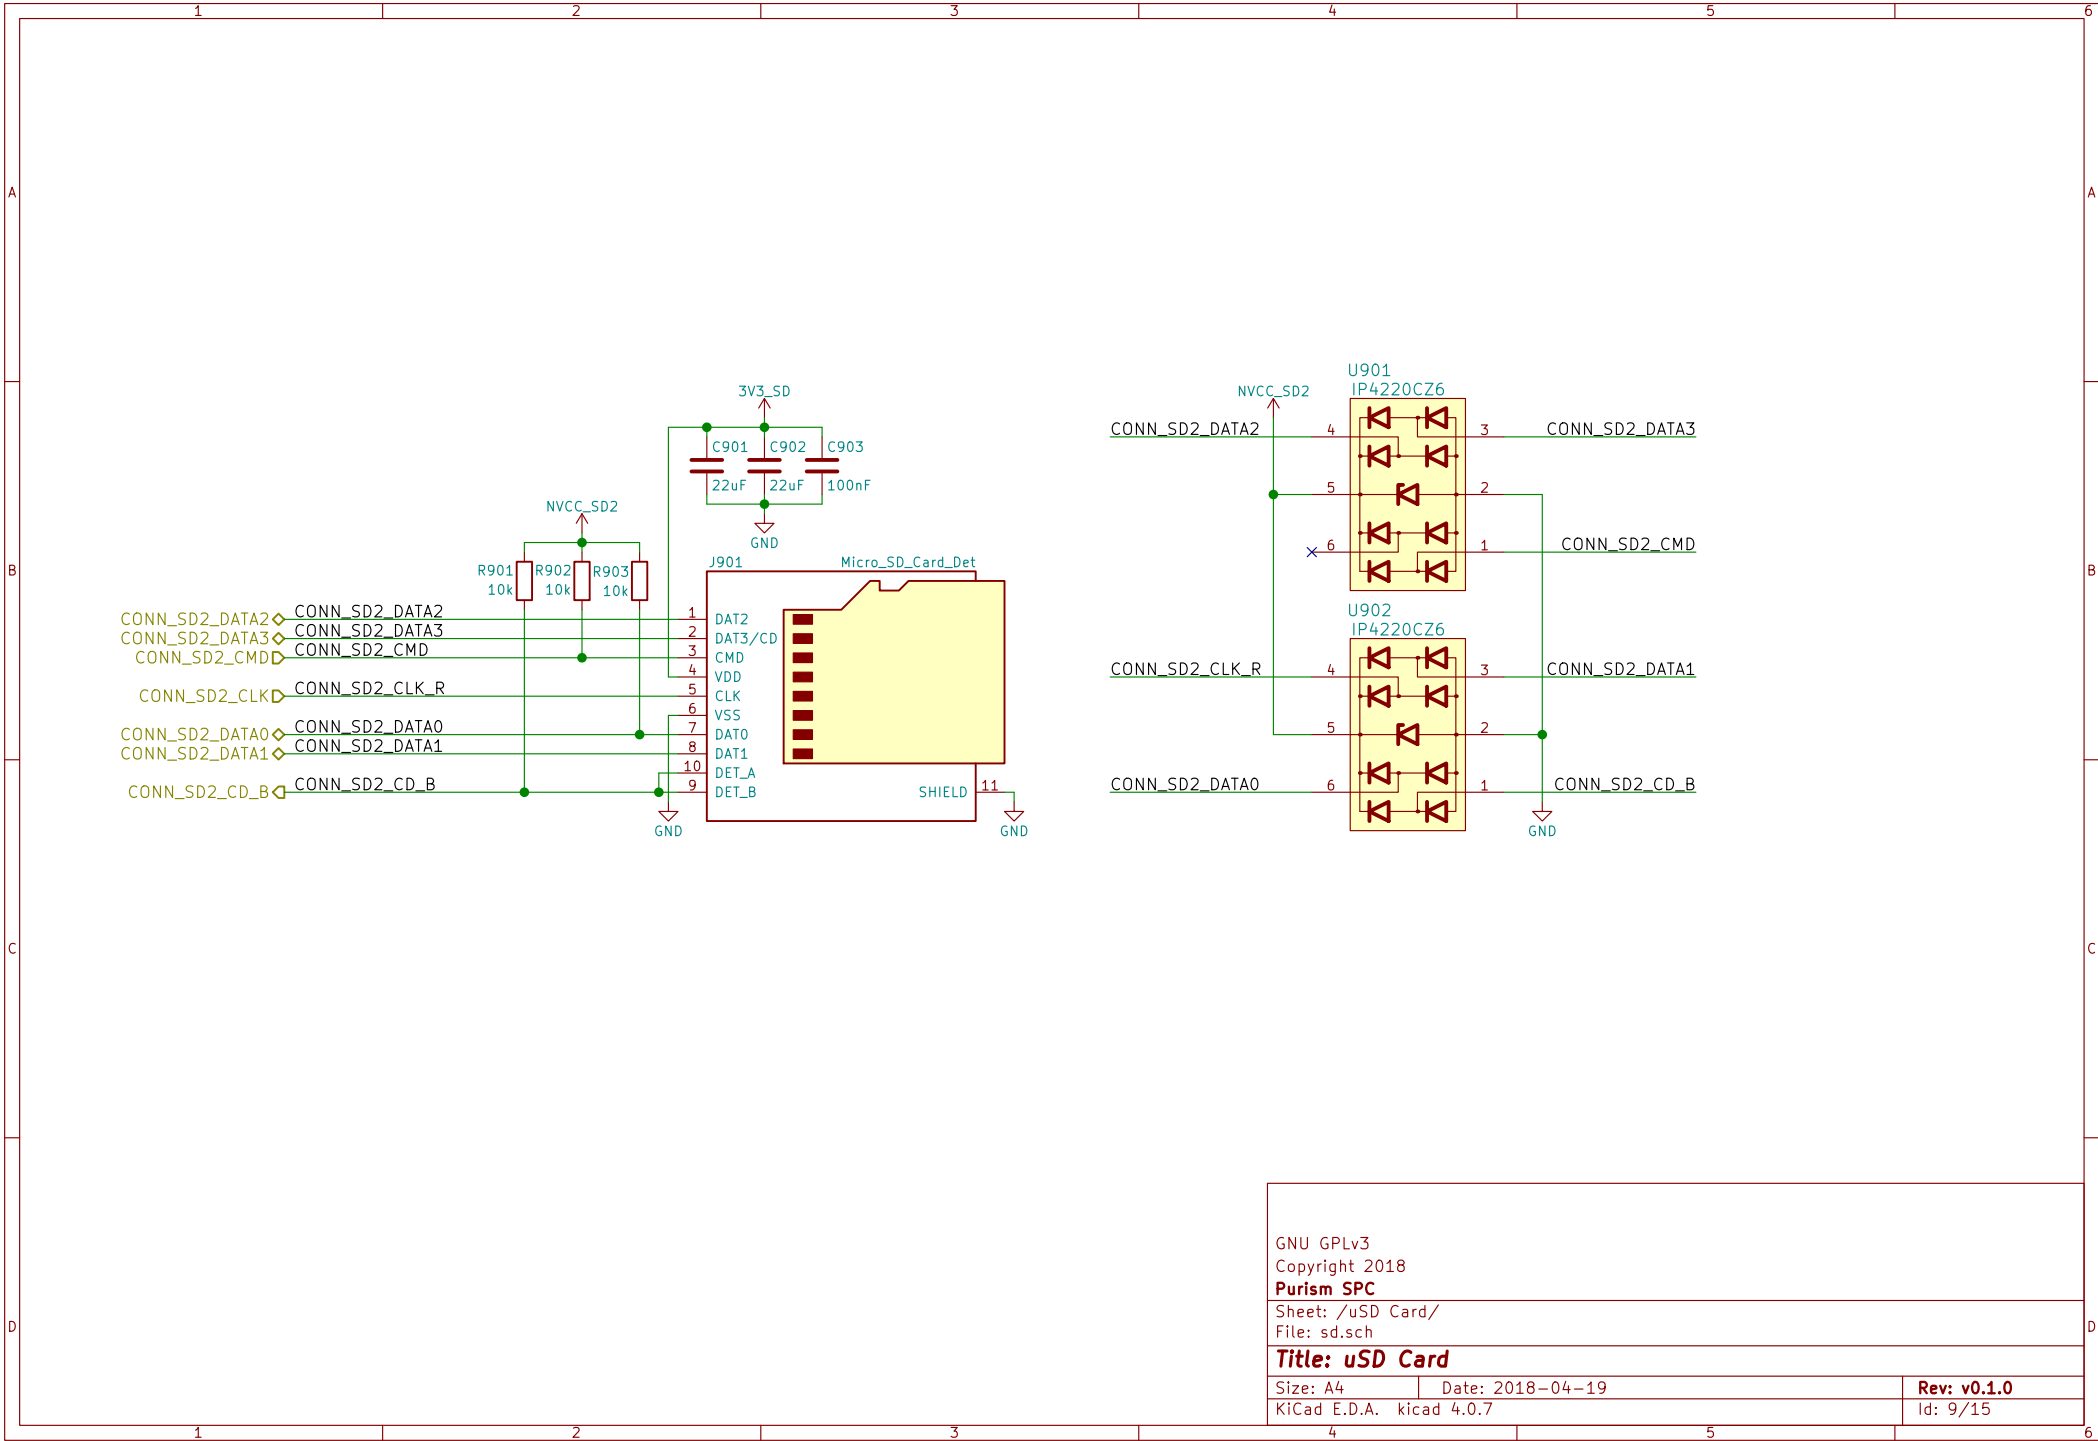 1 2 3 4 5 6
A A
B B
C C
D D
3V3_SD
C901 C902 C903
22uF 22uF 100nF
GND
NVCC_SD2
R901 R902 R903
10k 10k 10k
J901 Micro_SD_Card_Det
CONN_SD2_DATA2 CONN_SD2_DATA2 1 DAT2
CONN_SD2_DATA3 CONN_SD2_DATA3 2 DAT3/CD
CONN_SD2_CMD CONN_SD2_CMD 3 CMD
4 VDD
CONN_SD2_CLK CONN_SD2_CLK_R 5 CLK
6 VSS
CONN_SD2_DATA0 CONN_SD2_DATA0 7 DAT0
CONN_SD2_DATA1 CONN_SD2_DATA1 8 DAT1
10 DET_A
CONN_SD2_CD_B CONN_SD2_CD_B 9 DET_B SHIELD 11
GND GND
U901
NVCC_SD2 IP4220CZ6
CONN_SD2_DATA2 4 3 CONN_SD2_DATA3
5 2
6 1 CONN_SD2_CMD
U902
IP4220CZ6
CONN_SD2_CLK_R 4 3 CONN_SD2_DATA1
5 2
CONN_SD2_DATA0 6 1 CONN_SD2_CD_B
GND
GNU GPLv3
Copyright 2018
Purism SPC
Sheet: /uSD Card/
File: sd.sch
Title: uSD Card
Size: A4 Date: 2018-04-19 Rev: v0.1.0
KiCad E.D.A. kicad 4.0.7 Id: 9/15
1 2 3 4 5 6